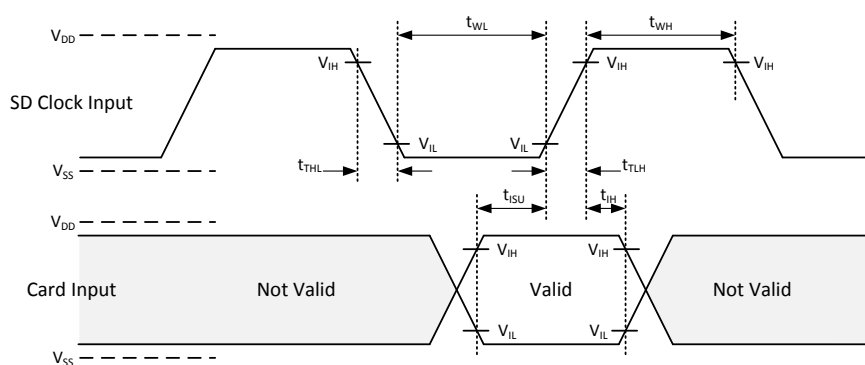 V_DD
t_WL
t_WH
V_IH
V_IH
V_IH
SD Clock Input
V_IL
V_IL
t_THL
t_TLH
V_SS
t_ISU
t_IH
V_DD
V_IH
V_IH
Card Input
Not Valid
Valid
Not Valid
V_IL
V_IL
V_SS